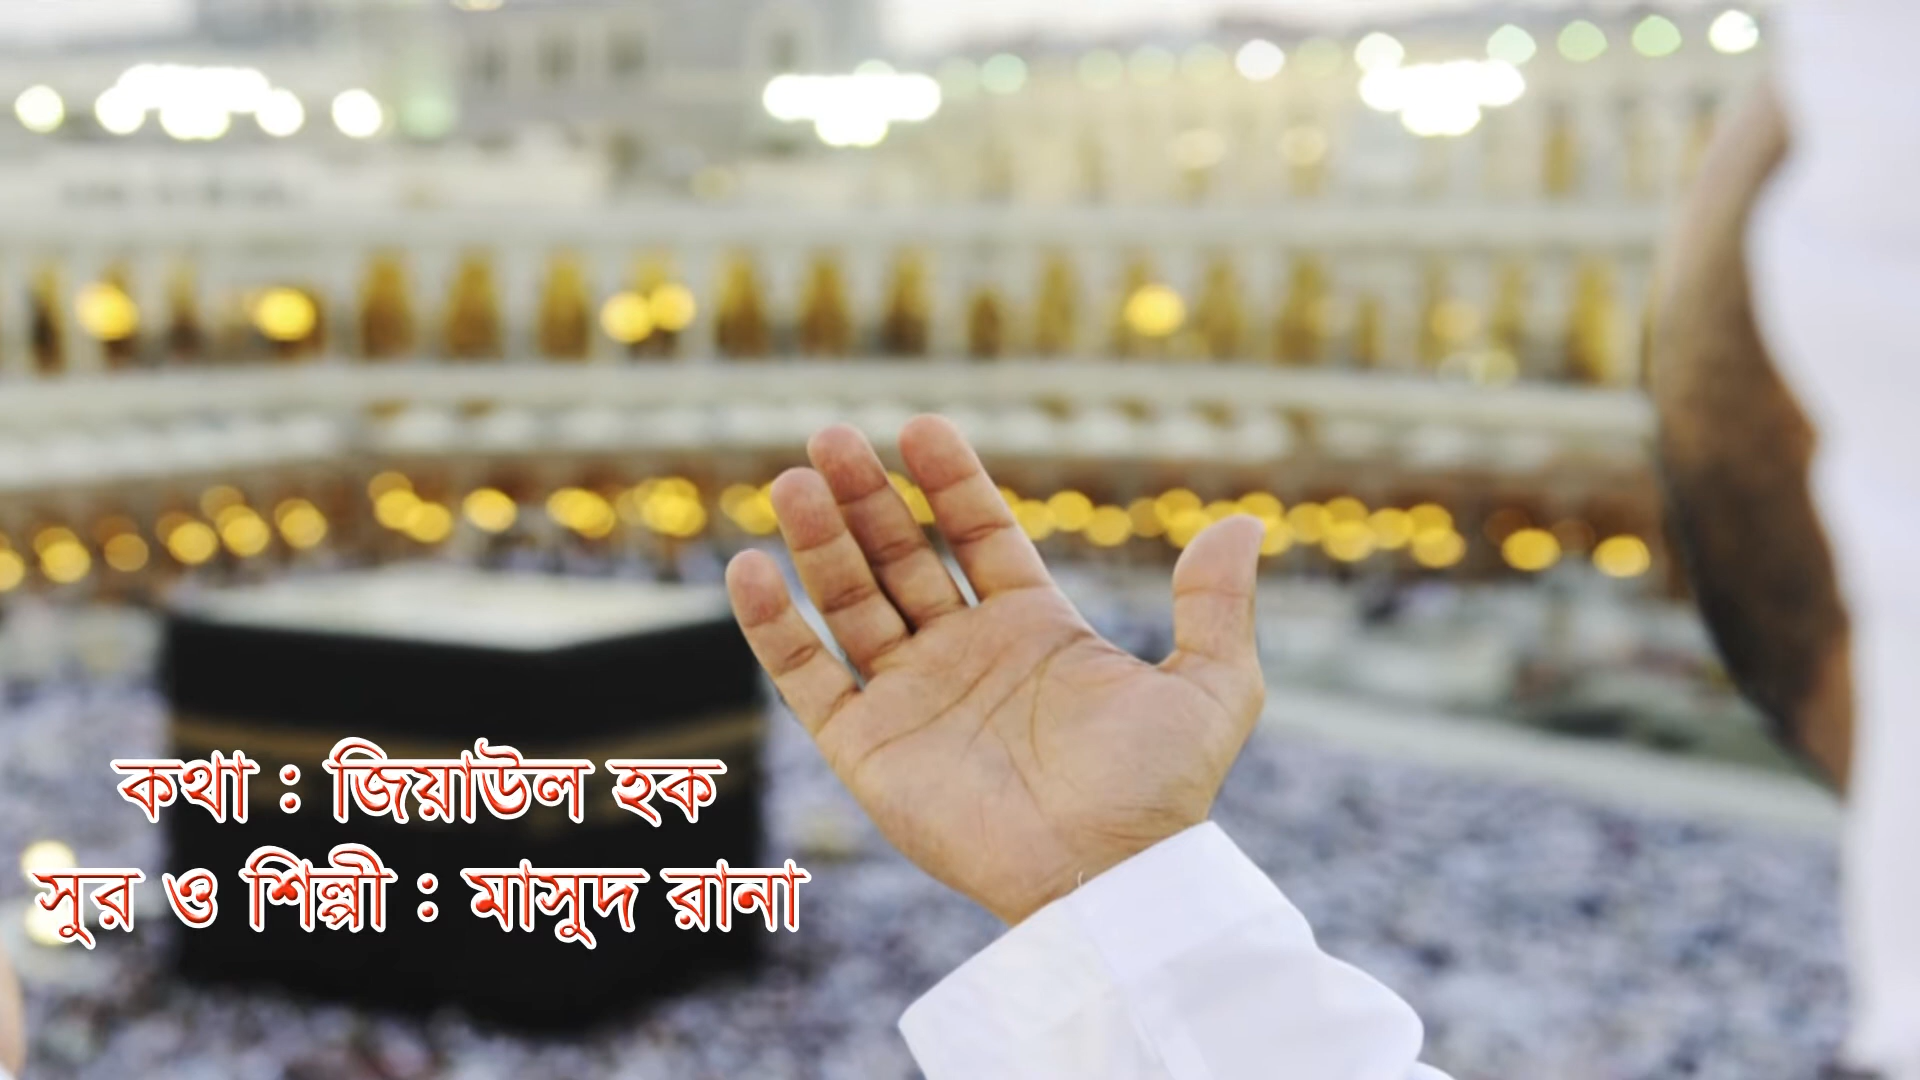 কথা : জিয়াউল হক
সুর ও শিল্পী : মাসুদ রানা